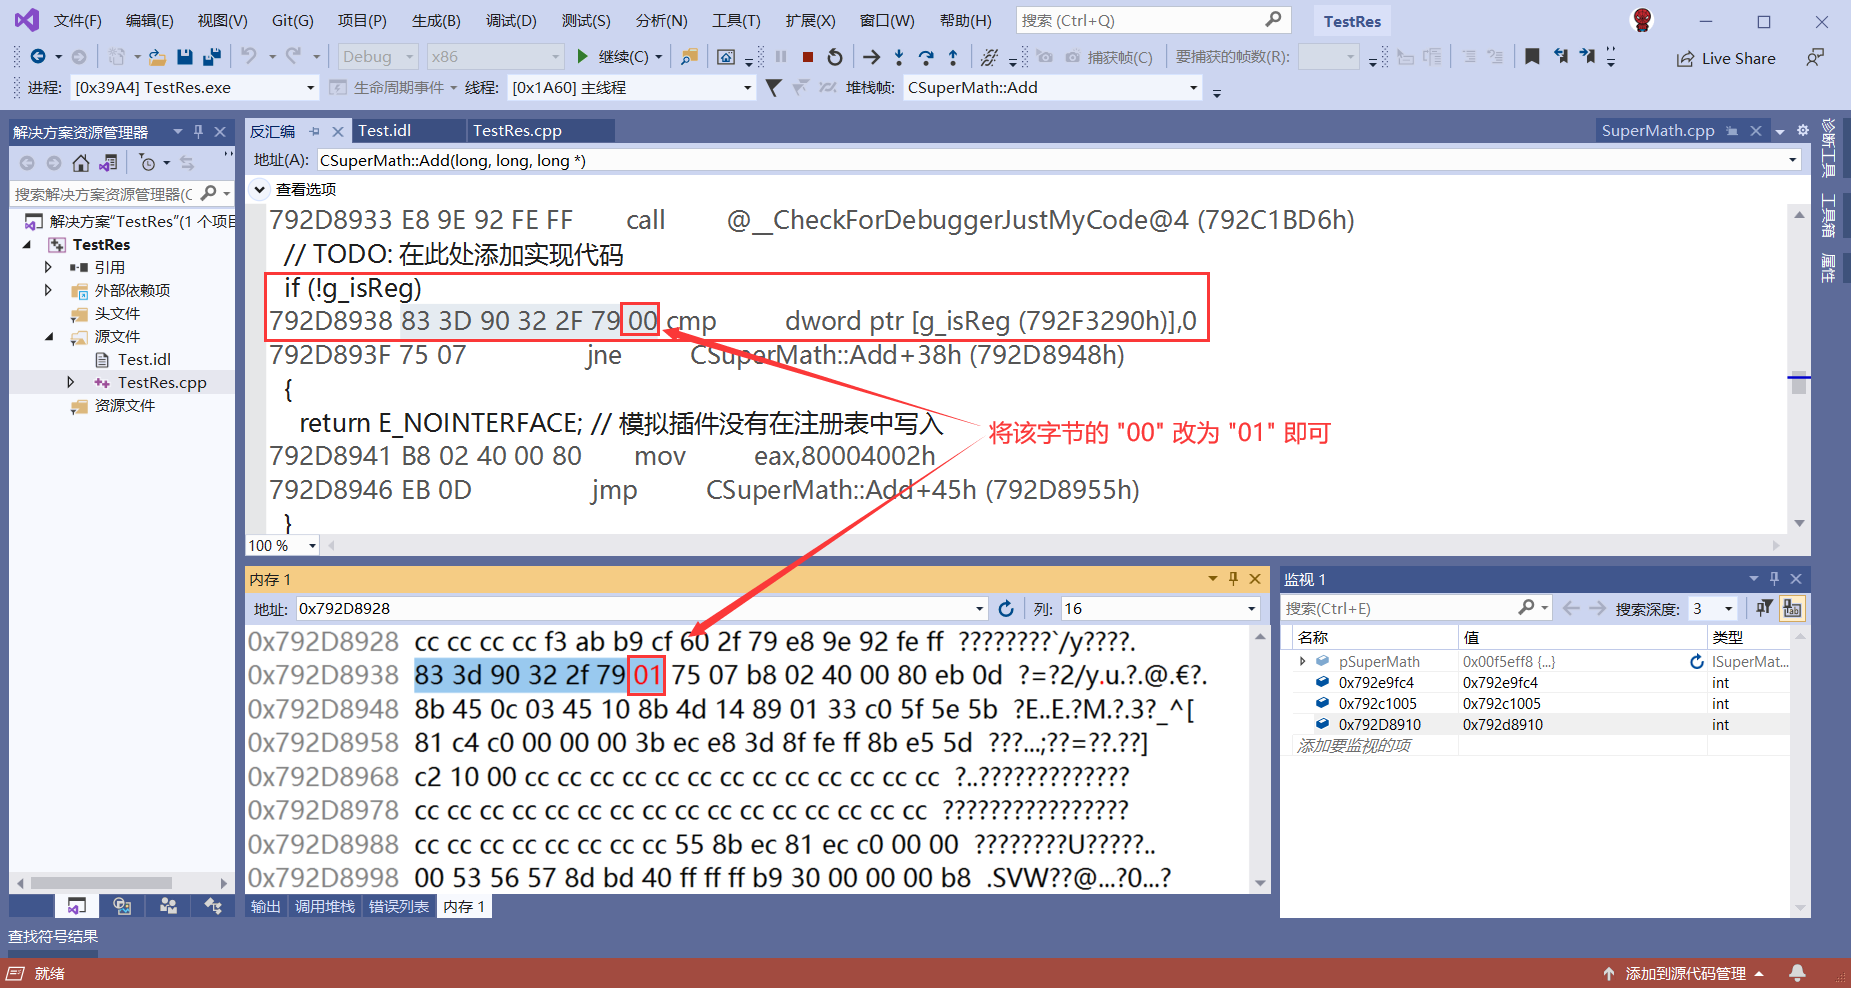 文件(F) 编辑(E) 视图(V) Git(G) 项目(P) 生成(B) 调试(D) 测试(S) 分析(N) 工具(T) 扩展(X) 窗口(W) 帮助(H) 搜索 (Ctrl+Q) TestRes
Debug x86 继续(C) 捕获帧(C) 要捕获的帧数(R): Live Share
进程: [0x39A4] TestRes.exe 生命周期事件 线程: [0x1A60] 主线程 堆栈帧: CSuperMath::Add
解决方案资源管理器
搜索解决方案资源管理器(C
解决方案"TestRes"(1 个项目
TestRes
引用
外部依赖项
头文件
源文件
Test.idl
TestRes.cpp
资源文件
反汇编 Test.idl TestRes.cpp SuperMath.cpp
地址(A): CSuperMath::Add(long, long, long *)
查看选项
792D8933 E8 9E 92 FE FF call @__CheckForDebuggerJustMyCode@4 (792C1BD6h)
// TODO: 在此处添加实现代码
if (!g_isReg)
792D8938 83 3D 90 32 2F 79 00 cmp dword ptr [g_isReg (792F3290h)],0
792D893F 75 07 jne CSuperMath::Add+38h (792D8948h)
{
return E_NOINTERFACE; // 模拟插件没有在注册表中写入
将该字节的 "00" 改为 "01" 即可
792D8941 B8 02 40 00 80 mov eax,80004002h
792D8946 EB 0D jmp CSuperMath::Add+45h (792D8955h)
}
100 %
内存 1
地址: 0x792D8928 列: 16
0x792D8928 cc cc cc cc f3 ab b9 cf 60 2f 79 e8 9e 92 fe ff ????????`/y????.
0x792D8938 83 3d 90 32 2f 79 01 75 07 b8 02 40 00 80 eb 0d ?=?2/y.u.?.@.€?.
0x792D8948 8b 45 0c 03 45 10 8b 4d 14 89 01 33 c0 5f 5e 5b ?E..E.?M.?.3?_^[
0x792D8958 81 c4 c0 00 00 00 3b ec e8 3d 8f fe ff 8b e5 5d ???...;??=??.??]
0x792D8968 c2 10 00 cc cc cc cc cc cc cc cc cc cc cc cc cc ?..?????????????
0x792D8978 cc cc cc cc cc cc cc cc cc cc cc cc cc cc cc cc ????????????????
0x792D8988 cc cc cc cc cc cc cc cc 55 8b ec 81 ec c0 00 00 ????????U?????..
0x792D8998 00 53 56 57 8d bd 40 ff ff ff b9 30 00 00 00 b8 .SVW??@...?0...?
输出 调用堆栈 错误列表 内存 1
监视 1
搜索(Ctrl+E) 搜索深度: 3
名称 值 类型
pSuperMath 0x00f5eff8 {...} ISuperMat...
0x792e9fc4 0x792e9fc4 int
0x792c1005 0x792c1005 int
0x792D8910 0x792d8910 int
添加要监视的项
诊断工具
工具箱
属性
查找符号结果
就绪 添加到源代码管理